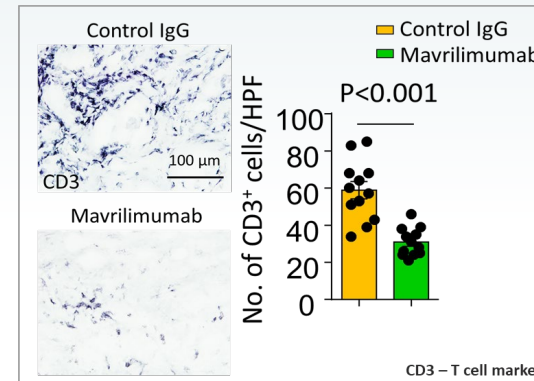 Control IgG
CD3
100 µm
Mavrilimumab
Control IgG
Mavrilimumab
P<0.001
No. of CD3⁺ cells/HPF
100
80
60
40
20
0
CD3 – T cell marke